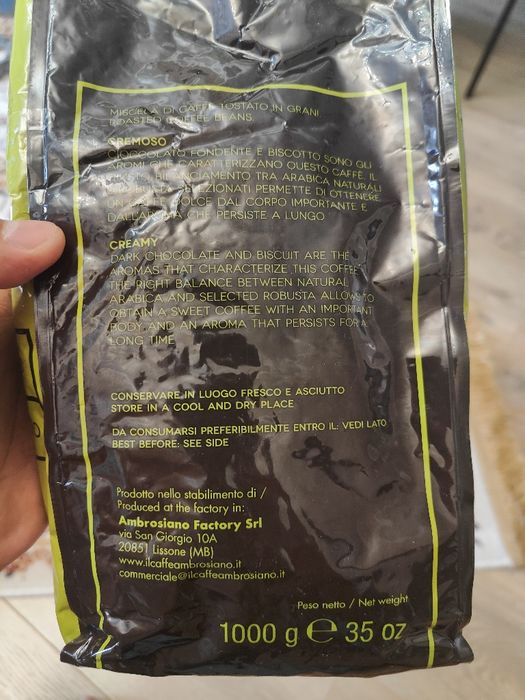 MISCELA DI CAFFÈ TOSTATO IN GRANI
ROASTED COFFEE BEANS.
CREMOSO
CIOCCOLATO FONDENTE E BISCOTTO SONO GLI
AROMI CHE CARATTERIZZANO QUESTO CAFFÈ. IL
BILANCIAMENTO TRA ARABICA NATURALI
ROBUSTA SELEZIONATI PERMETTE DI OTTENERE
UN CAFFÈ DOLCE DAL CORPO IMPORTANTE E
DALL'AROMA CHE PERSISTE A LUNGO
CREAMY
DARK CHOCOLATE AND BISCUIT ARE THE
AROMAS THAT CHARACTERIZE THIS COFFEE
THE RIGHT BALANCE BETWEEN NATURAL
ARABICA AND SELECTED ROBUSTA ALLOWS TO
OBTAIN A SWEET COFFEE WITH AN IMPORTANT
BODY AND AN AROMA THAT PERSISTS FOR A
LONG TIME
CONSERVARE IN LUOGO FRESCO E ASCIUTTO
STORE IN A COOL AND DRY PLACE
DA CONSUMARSI PREFERIBILMENTE ENTRO IL: VEDI LATO
BEST BEFORE: SEE SIDE
Prodotto nello stabilimento di /
Produced at the factory in:
Ambrosiano Factory Srl
via San Giorgio 10A
20851 Lissone (MB)
www.ilcaffeambrosiano.it
commerciale@ilcaffeambrosiano.it
Peso netto / Net weight
1000 g ℮ 35 oz